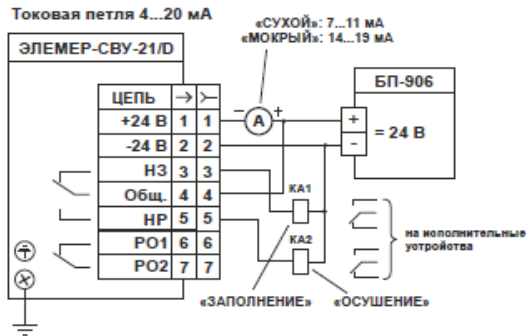 Токовая петля 4...20 мА
«СУХОЙ»: 7...11 мА
«МОКРЫЙ»: 14...19 мА
ЭЛЕМЕР-СВУ-21/D
БП-906
ЦЕПЬ
+24 В 1 1
− А +
+
= 24 В
-24 В 2 2
-
НЗ 3 3
Общ. 4 4
КА1
НР 5 5
на исполнительные
устройства
РО1 6 6
КА2
РО2 7 7
«ЗАПОЛНЕНИЕ»
«ОСУШЕНИЕ»